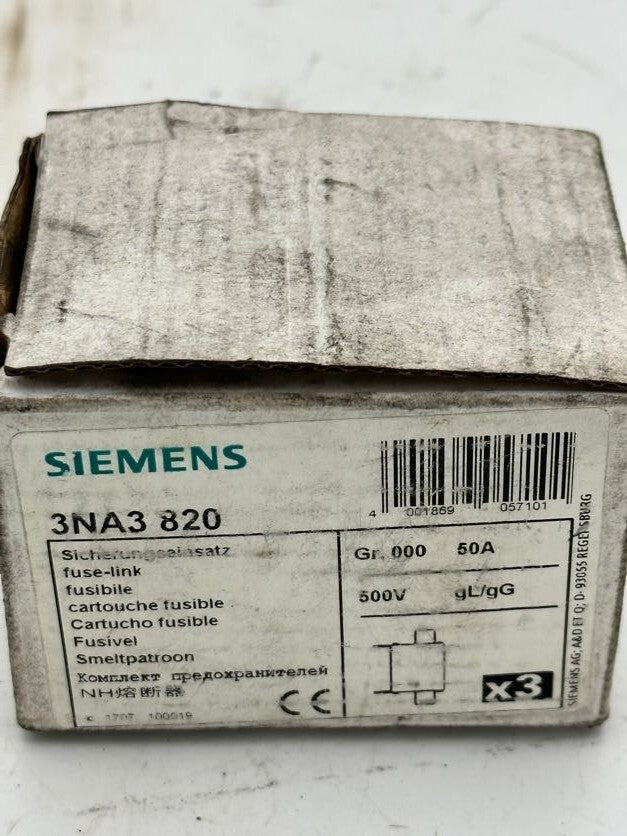 SIEMENS
3NA3 820
4 001869 057101
Sicherungseinsatz
fuse-link
fusibile
cartouche fusible
Cartucho fusible
Fusível
Smeltpatroon
Комплект предохранителей
NH熔断器
CE
Gr. 000 50A
500V gL/gG
x3
SIEMENS AG; A&D ET O; D- 93055 REGENSBURG